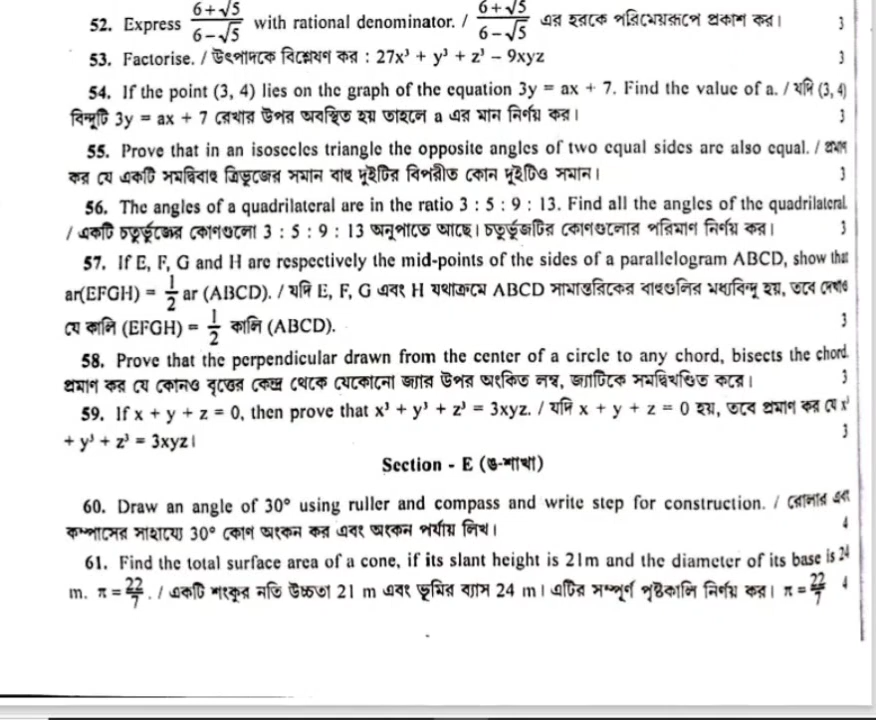 52. Express (6+√5)/(6-√5) with rational denominator. / (6+√5)/(6-√5) এর হরকে পরিমেয়রূপে প্রকাশ কর। 3
53. Factorise. / উৎপাদকে বিশ্লেষণ কর : 27x³ + y³ + z³ - 9xyz 3
54. If the point (3, 4) lies on the graph of the equation 3y = ax + 7. Find the value of a. / যদি (3, 4)
বিন্দুটি 3y = ax + 7 রেখার উপর অবস্থিত হয় তাহলে a এর মান নির্ণয় কর। 3
55. Prove that in an isosceles triangle the opposite angles of two equal sides are also equal. / প্রমাণ
কর যে একটি সমদ্বিবাহু ত্রিভুজের সমান বাহু দুইটির বিপরীত কোন দুইটিও সমান। 3
56. The angles of a quadrilateral are in the ratio 3 : 5 : 9 : 13. Find all the angles of the quadrilateral.
/ একটি চতুর্ভুজের কোণগুলো 3 : 5 : 9 : 13 অনুপাতে আছে। চতুর্ভুজটির কোণগুলোর পরিমাণ নির্ণয় কর। 3
57. If E, F, G and H are respectively the mid-points of the sides of a parallelogram ABCD, show that
ar(EFGH) = 1/2 ar (ABCD). / যদি E, F, G এবং H যথাক্রমে ABCD সামান্তরিকের বাহুগুলির মধ্যবিন্দু হয়, তবে দেখাও
যে কালি (EFGH) = 1/2 কালি (ABCD). 3
58. Prove that the perpendicular drawn from the center of a circle to any chord, bisects the chord.
প্রমাণ কর যে কোনও বৃত্তের কেন্দ্র থেকে যেকোনো জ্যার উপর অংকিত লম্ব, জ্যাটিকে সমদ্বিখণ্ডিত করে। 3
59. If x + y + z = 0, then prove that x³ + y³ + z³ = 3xyz. / যদি x + y + z = 0 হয়, তবে প্রমাণ কর যে x³
+ y³ + z³ = 3xyz। 3
Section - E (ঙ-শাখা)
60. Draw an angle of 30° using ruller and compass and write step for construction. / রোলার এবং
কম্পাসের সাহায্যে 30° কোণ অংকন কর এবং অংকন পর্যায় লিখ। 4
61. Find the total surface area of a cone, if its slant height is 21m and the diameter of its base is 24
m. π = 22/7 . / একটি শংকুর নতি উচ্চতা 21 m এবং ভূমির ব্যাস 24 m। এটির সম্পূর্ণ পৃষ্ঠকালি নির্ণয় কর। π = 22/7 4